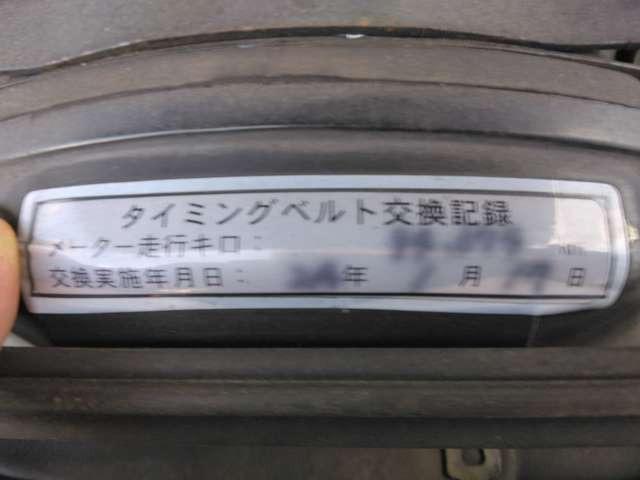 タイミングベルト交換記録
メーター走行キロ： km
交換実施年月日： 年 月 日